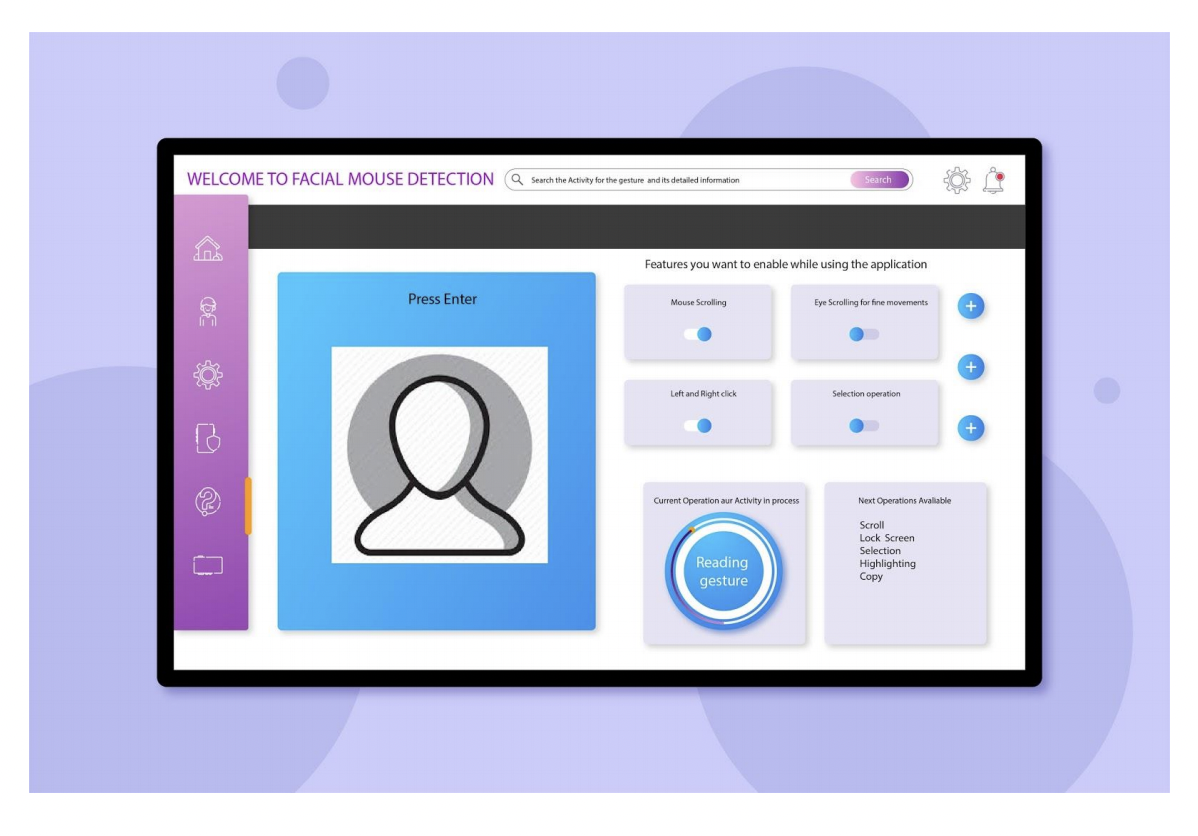 WELCOME TO FACIAL MOUSE DETECTION
Search the Activity for the gesture and its detailed information
Search
Features you want to enable while using the application
Press Enter
Mouse Scrolling
Eye Scrolling for fine movements
Left and Right click
Selection operation
Current Operation aur Activity in process
Reading
gesture
Next Operations Avaliable
Scroll
Lock Screen
Selection
Highlighting
Copy